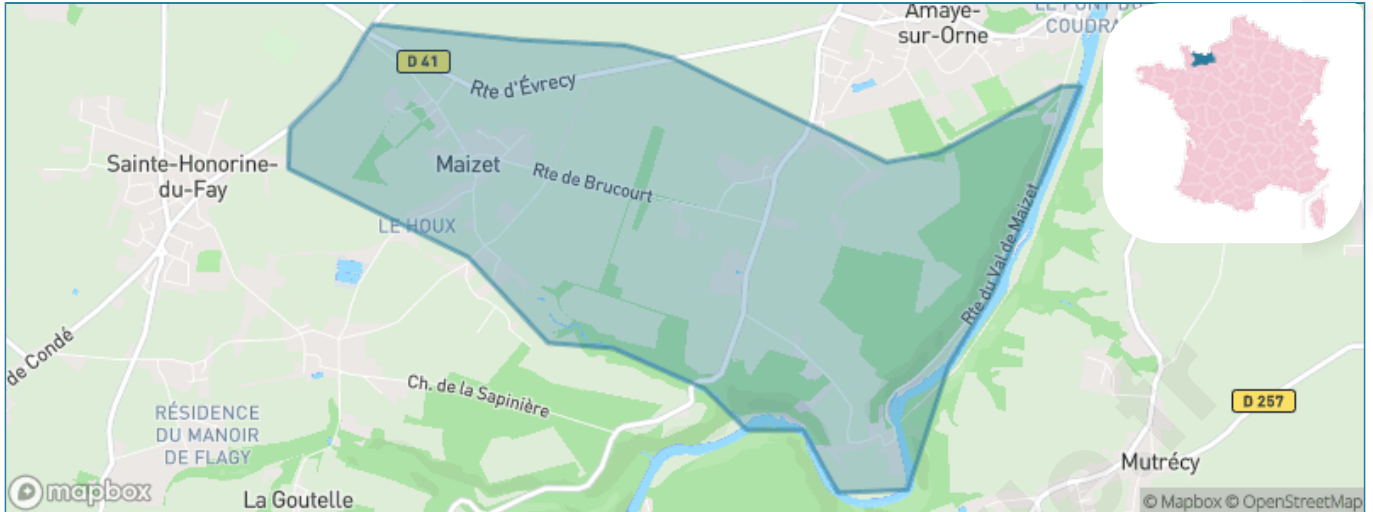 LE PONT DU
COUDRA
Amaye-
sur-Orne
D 41
Rte d'Évrecy
Sainte-Honorine-
du-Fay
Maizet
Rte de Brucourt
LE HOUX
Rte du Val de Maizet
de Condé
Ch. de la Sapinière
D 257
RÉSIDENCE
DU MANOIR
DE FLAGY
Mutrécy
La Goutelle
mapbox
© Mapbox © OpenStreetMap